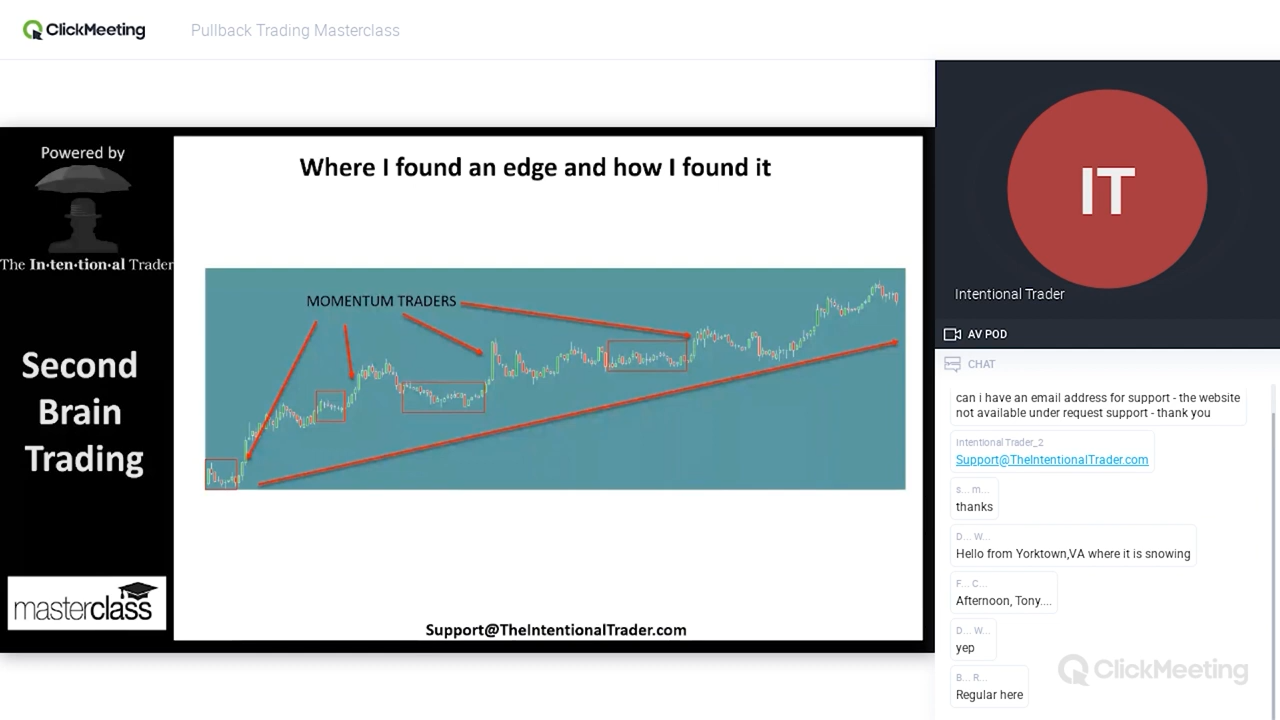 ClickMeeting
Pullback Trading Masterclass
Powered by
The In·ten·tion·al Trader
Second
Brain
Trading
masterclass
Where I found an edge and how I found it
MOMENTUM TRADERS
Support@TheIntentionalTrader.com
IT
Intentional Trader
AV POD
CHAT
can i have an email address for support - the website
not available under request support - thank you
Intentional Trader_2
Support@TheIntentionalTrader.com
s... m...
thanks
D... W...
Hello from Yorktown,VA where it is snowing
F... C...
Afternoon, Tony....
D... W...
yep
B... R...
Regular here
ClickMeeting